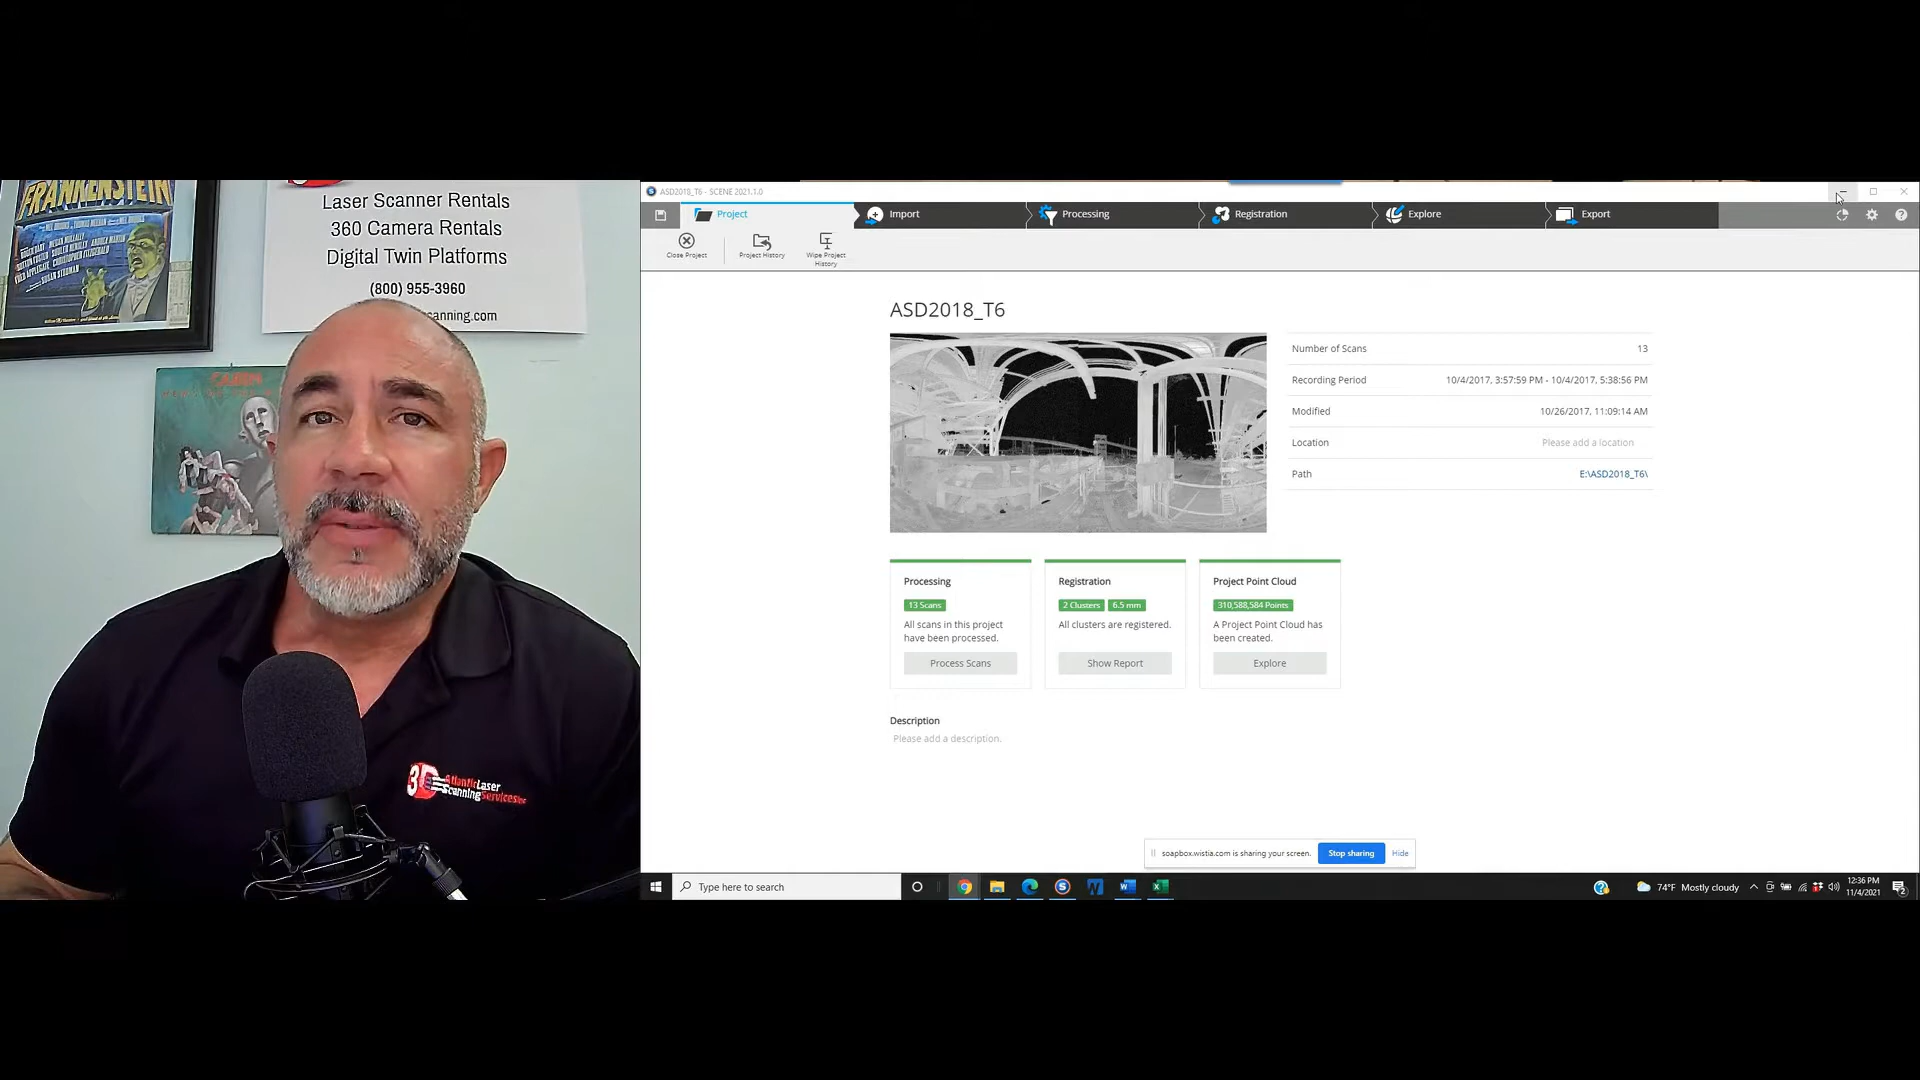 FRANKENSTEIN
Laser Scanner Rentals
360 Camera Rentals
Digital Twin Platforms
(800) 955-3960
scanning.com
QUEEN
3D AtlanticLaser
ScanningServices
ASD2018_T6 - SCENE 2021.1.0
Project
Import
Processing
Registration
Explore
Export
Close Project
Project History
Wipe Project
History
ASD2018_T6
Number of Scans 13
Recording Period 10/4/2017, 3:57:59 PM - 10/4/2017, 5:38:56 PM
Modified 10/26/2017, 11:09:14 AM
Location Please add a location
Path E:\ASD2018_T6\
Processing
13 Scans
All scans in this project
have been processed.
Process Scans
Registration
2 Clusters 6.5 mm
All clusters are registered.
Show Report
Project Point Cloud
310,588,584 Points
A Project Point Cloud has
been created.
Explore
Description
Please add a description.
soapbox.wistia.com is sharing your screen. Stop sharing Hide
Type here to search
74°F Mostly cloudy
12:36 PM
11/4/2021